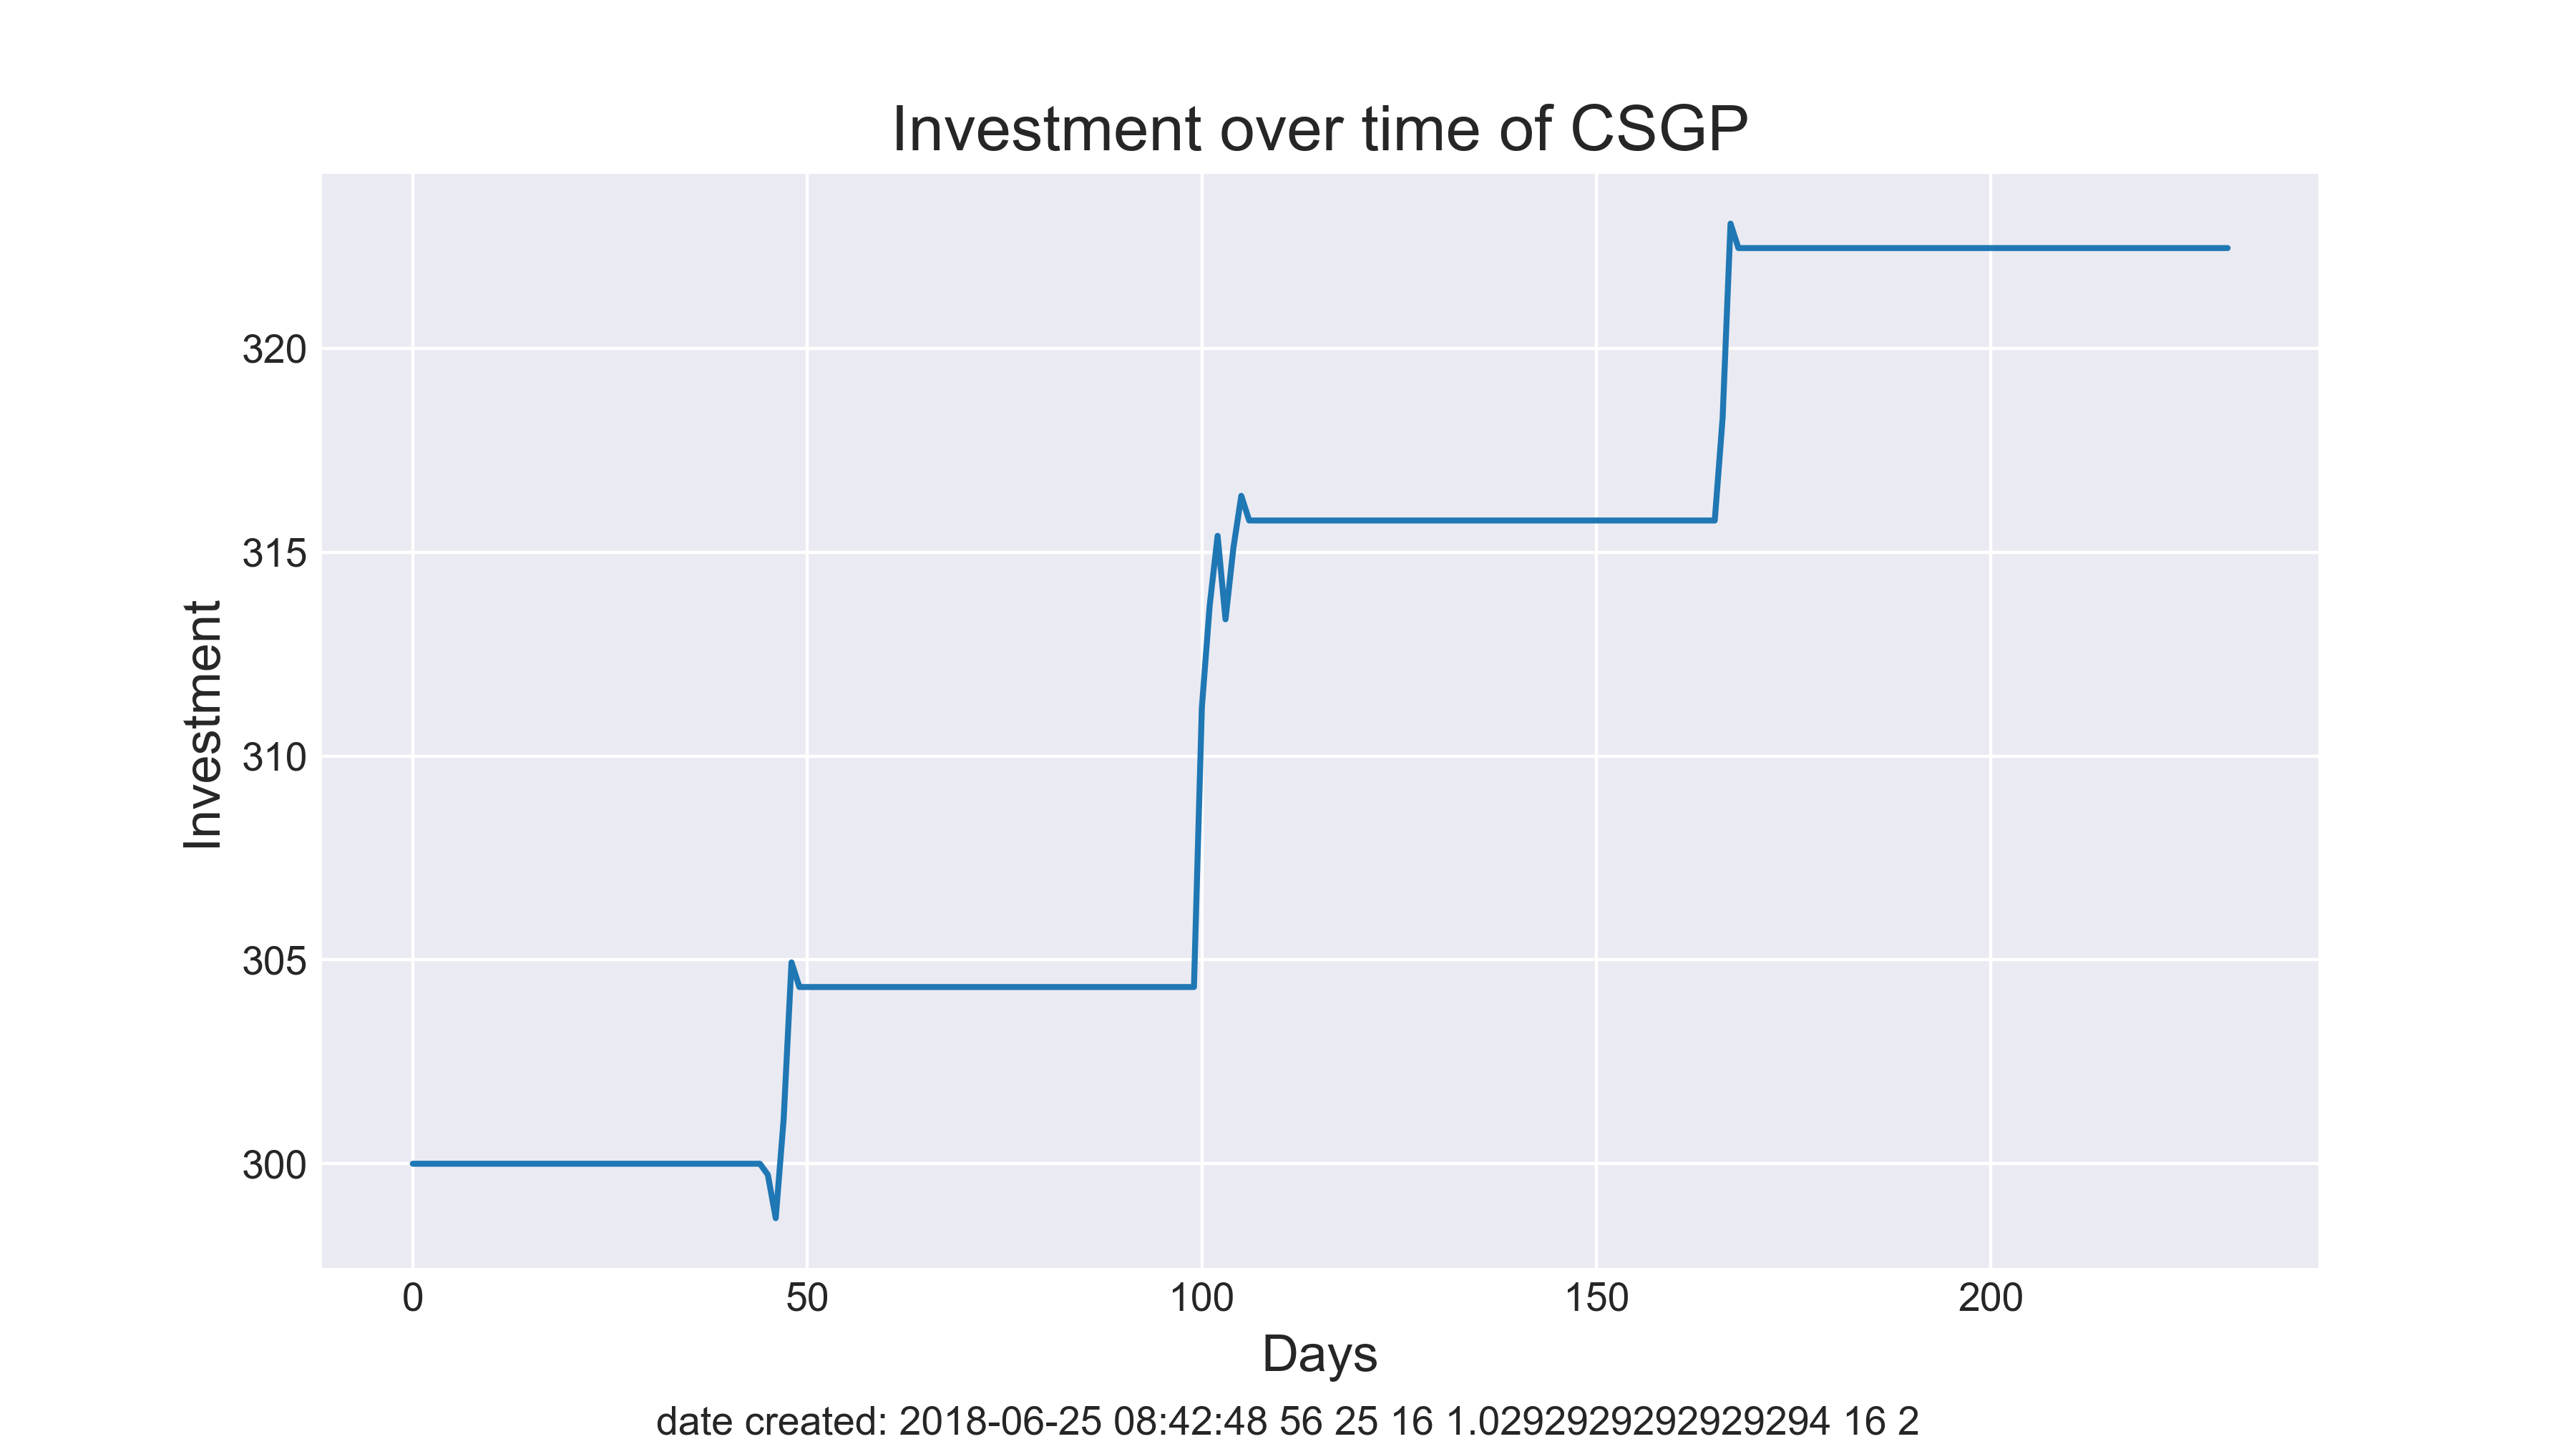 Investment over time of CSGP
320
315
310
305
300
Investment
0 50 100 150 200
Days
date created: 2018-06-25 08:42:48 56 25 16 1.0292929292929294 16 2